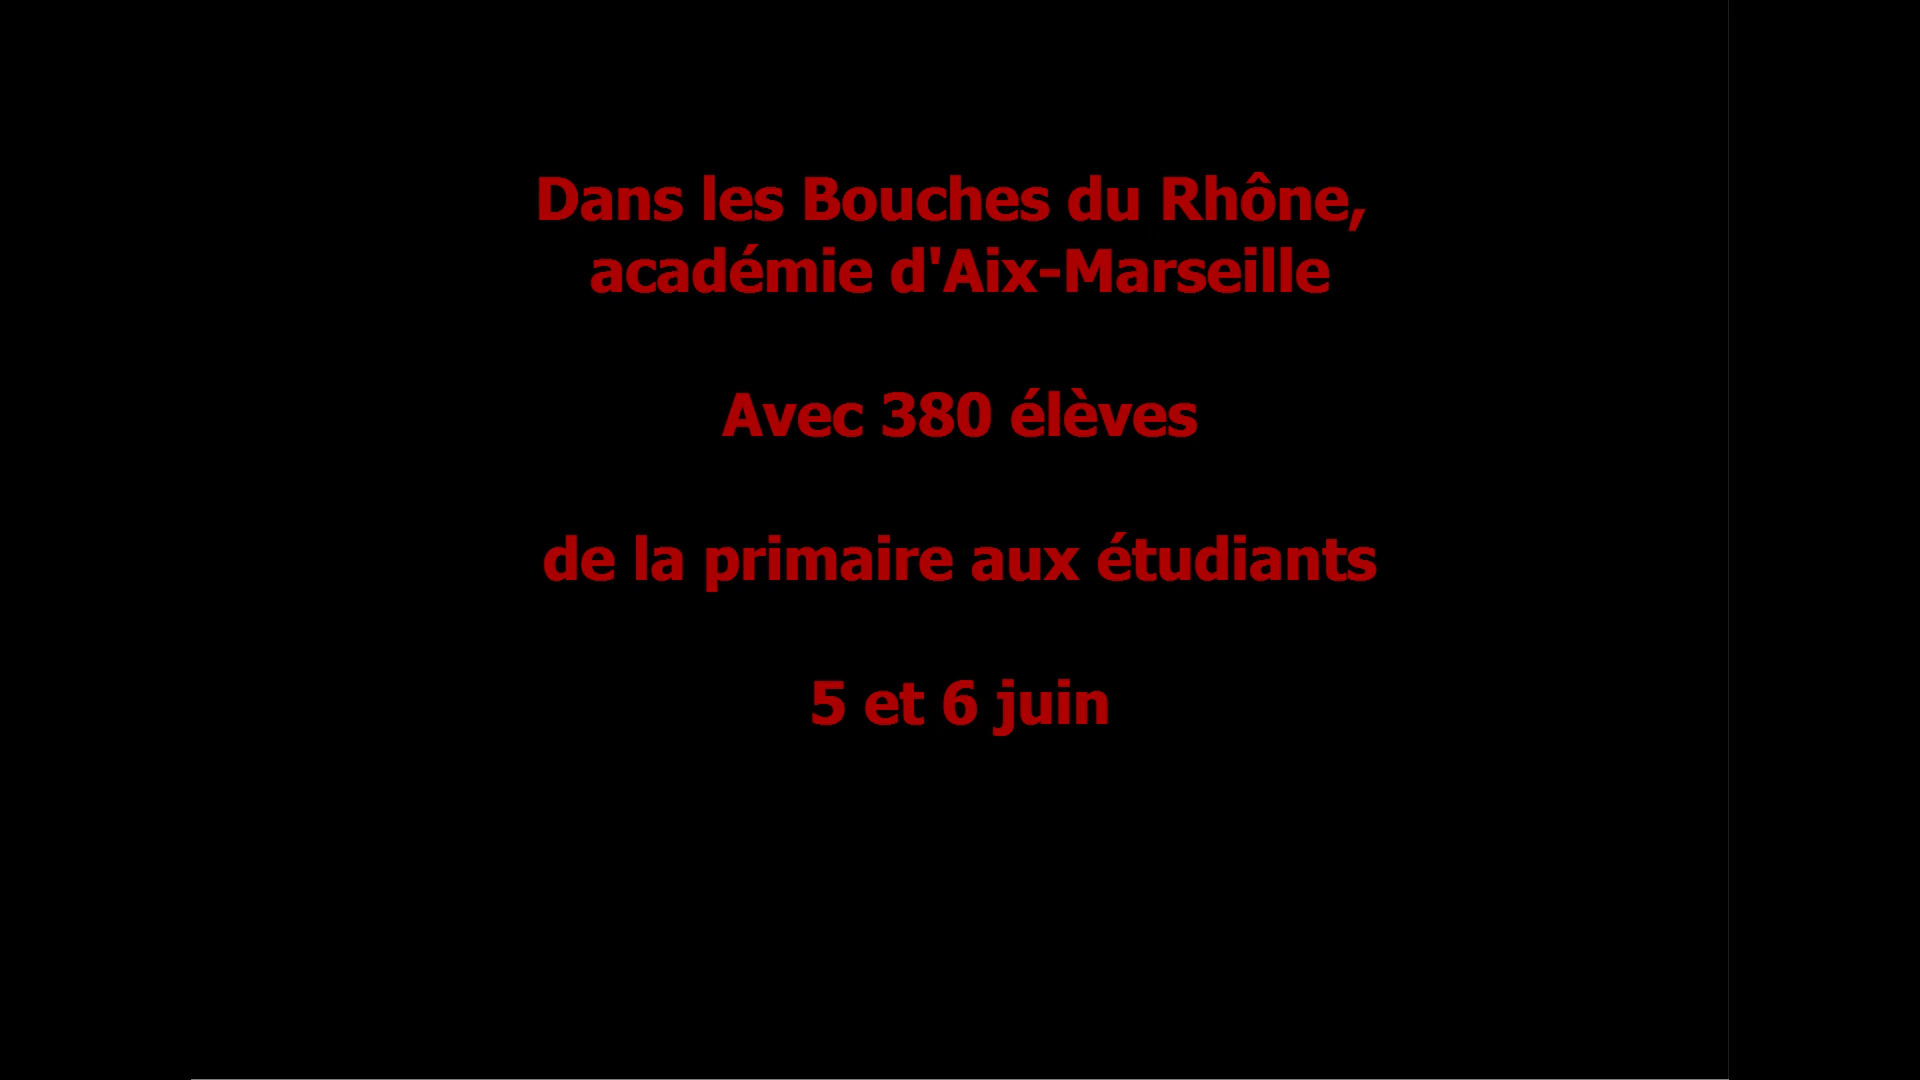 Dans les Bouches du Rhône,
académie d'Aix-Marseille
Avec 380 élèves
de la primaire aux étudiants
5 et 6 juin